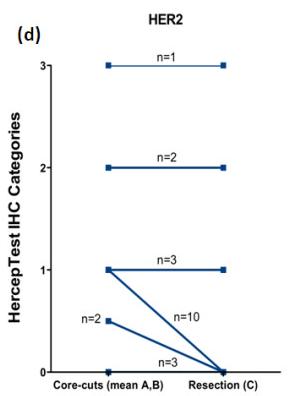 HER2
(d)
HercepTest IHC Categories
3
n=1
2
n=2
1
n=3
n=2
n=10
n=3
0
Core-cuts (mean A,B) Resection (C)